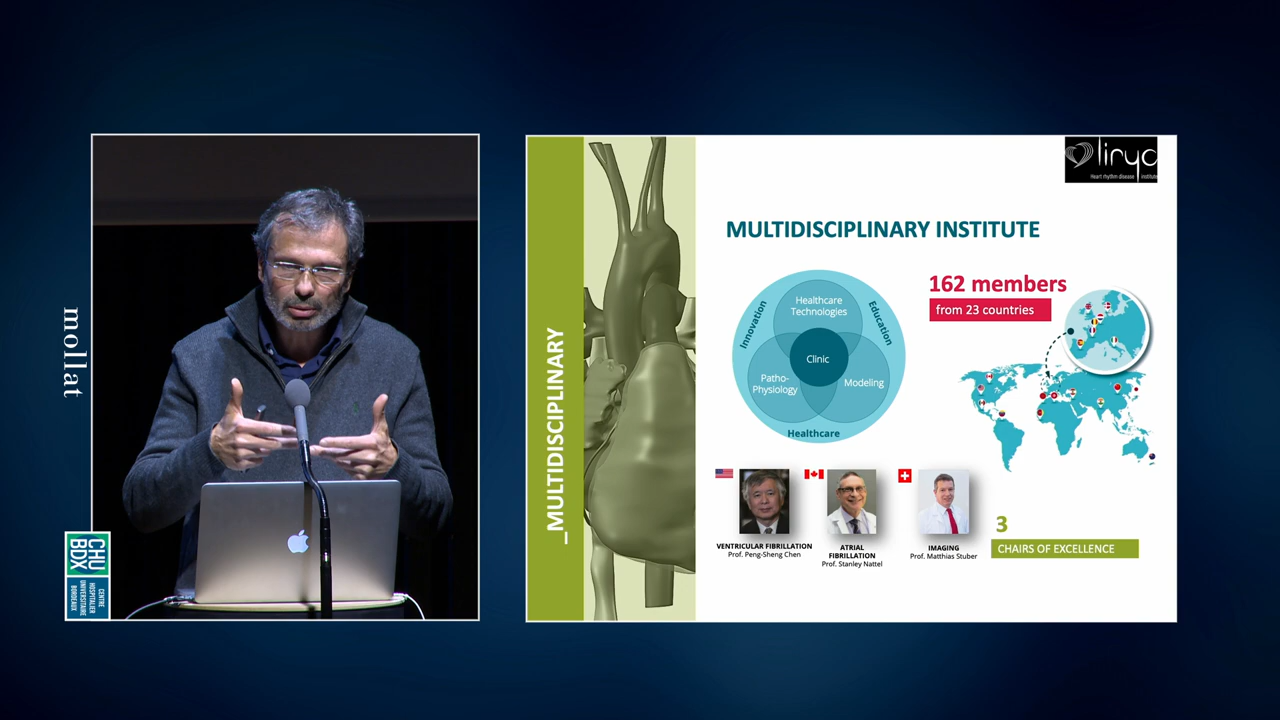 mollat
CHU
BDX
CENTRE
HOSPITALIER
UNIVERSITAIRE
BORDEAUX
_MULTIDISCIPLINARY
liryc
Heart rhythm disease institute
MULTIDISCIPLINARY INSTITUTE
Innovation
Education
Healthcare
Technologies
Clinic
Patho-
Physiology
Modeling
Healthcare
162 members
from 23 countries
VENTRICULAR FIBRILLATION
Prof. Peng-Sheng Chen
ATRIAL
FIBRILLATION
Prof. Stanley Nattel
IMAGING
Prof. Matthias Stuber
3
CHAIRS OF EXCELLENCE